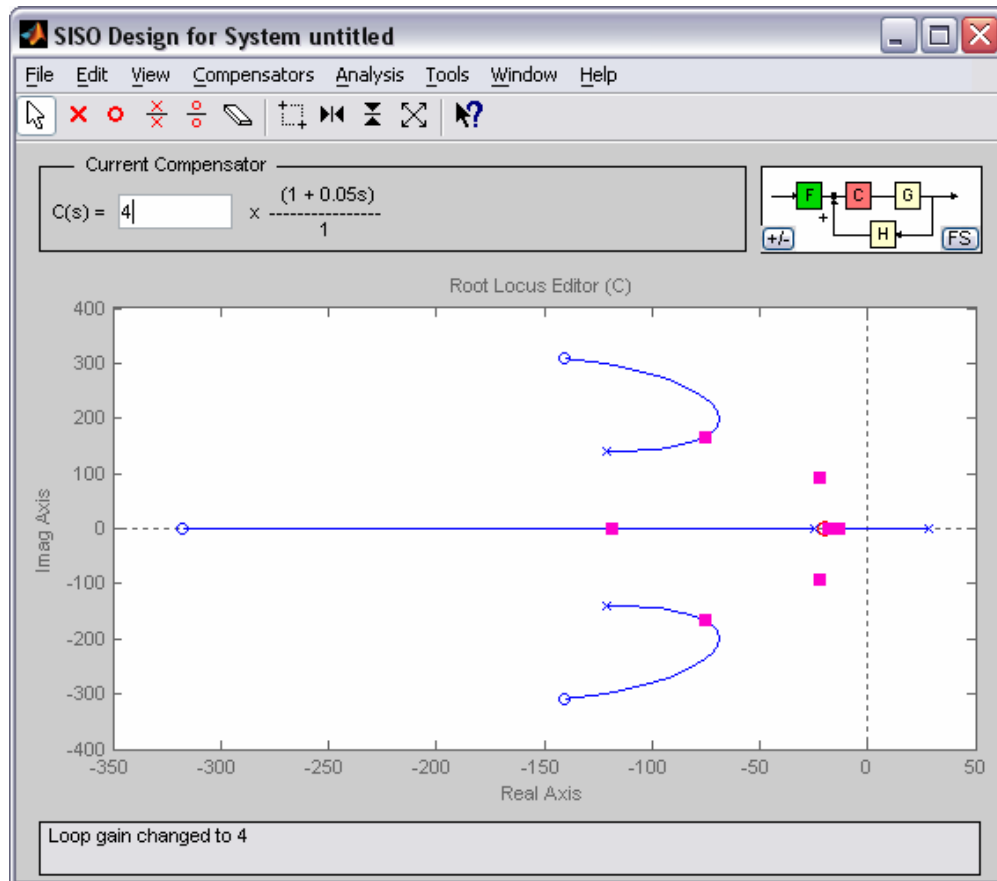 SISO Design for System untitled
File Edit View Compensators Analysis Tools Window Help
Current Compensator
C(s) = 4 x (1 + 0.05s)
-----------------
1
F C G
+
H
+/- FS
Root Locus Editor (C)
400
300
200
100
0
-100
-200
-300
-400
Imag Axis
-350 -300 -250 -200 -150 -100 -50 0 50
Real Axis
Loop gain changed to 4